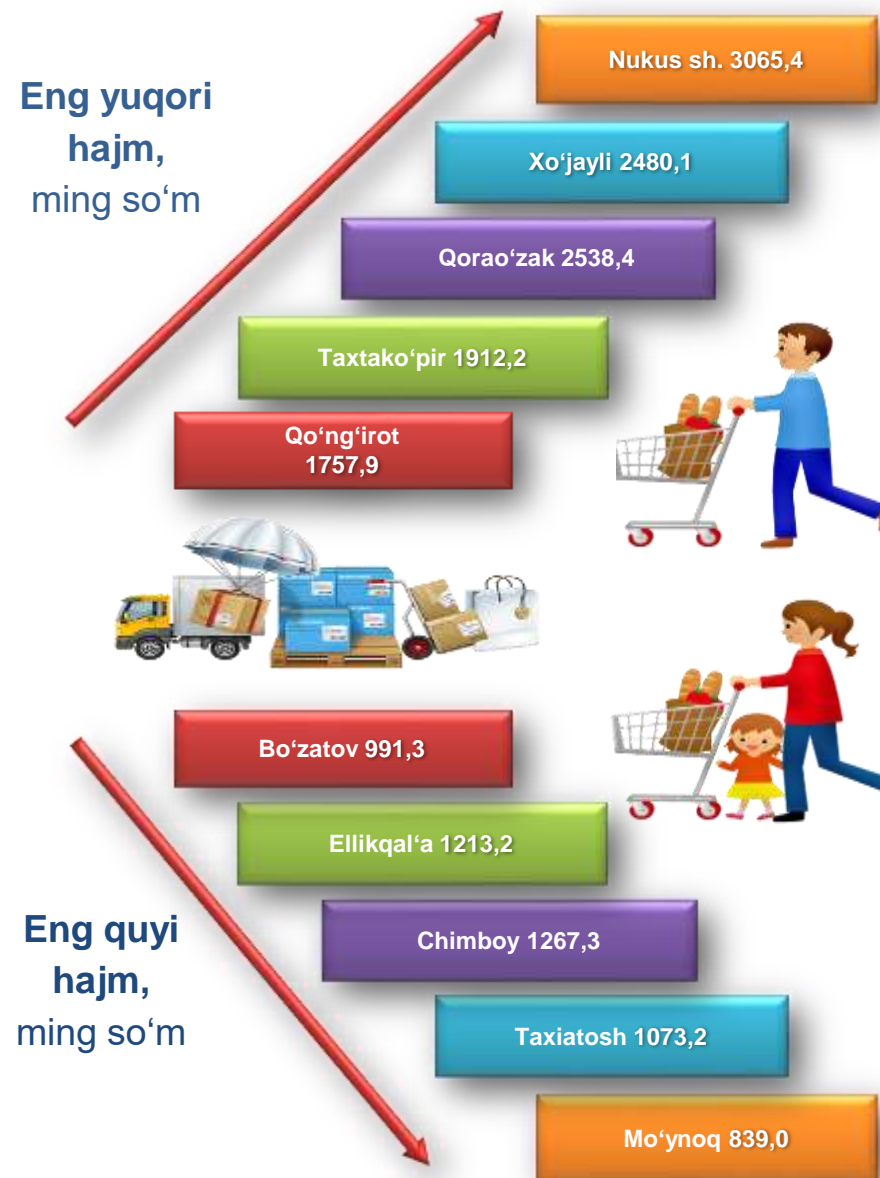 Eng yuqori
hajm,
ming so‘m
Nukus sh. 3065,4
Xo‘jayli 2480,1
Qorao‘zak 2538,4
Taxtako‘pir 1912,2
Qo‘ng‘irot
1757,9
Bo‘zatov 991,3
Ellikqal‘a 1213,2
Chimboy 1267,3
Taxiatosh 1073,2
Mo‘ynoq 839,0
Eng quyi
hajm,
ming so‘m